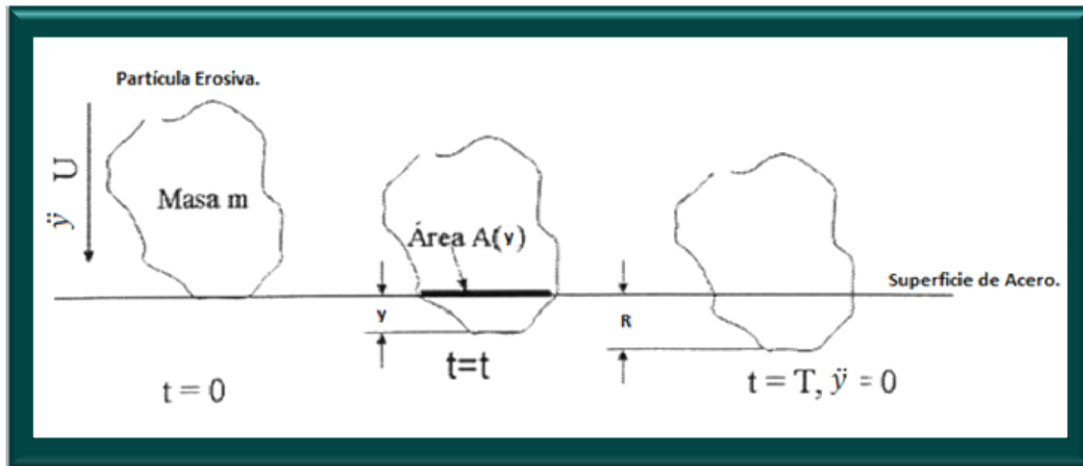 Partícula Erosiva.
ÿ U
Masa m
Área A(y)
Superficie de Acero.
y
R
t = 0
t=t
t = T, ÿ = 0